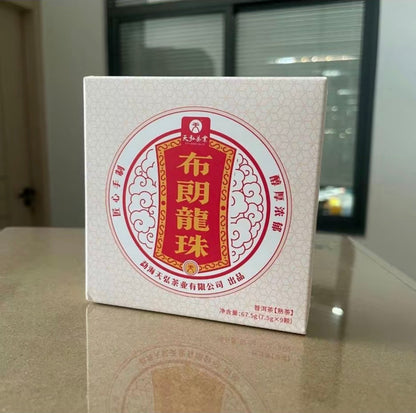 天弘茶业
布朗龍珠
匠心手制
醇厚浓郁
勐海天弘茶业有限公司 出品
普洱茶【熟茶】
净含量:67.5g(7.5g×9颗)